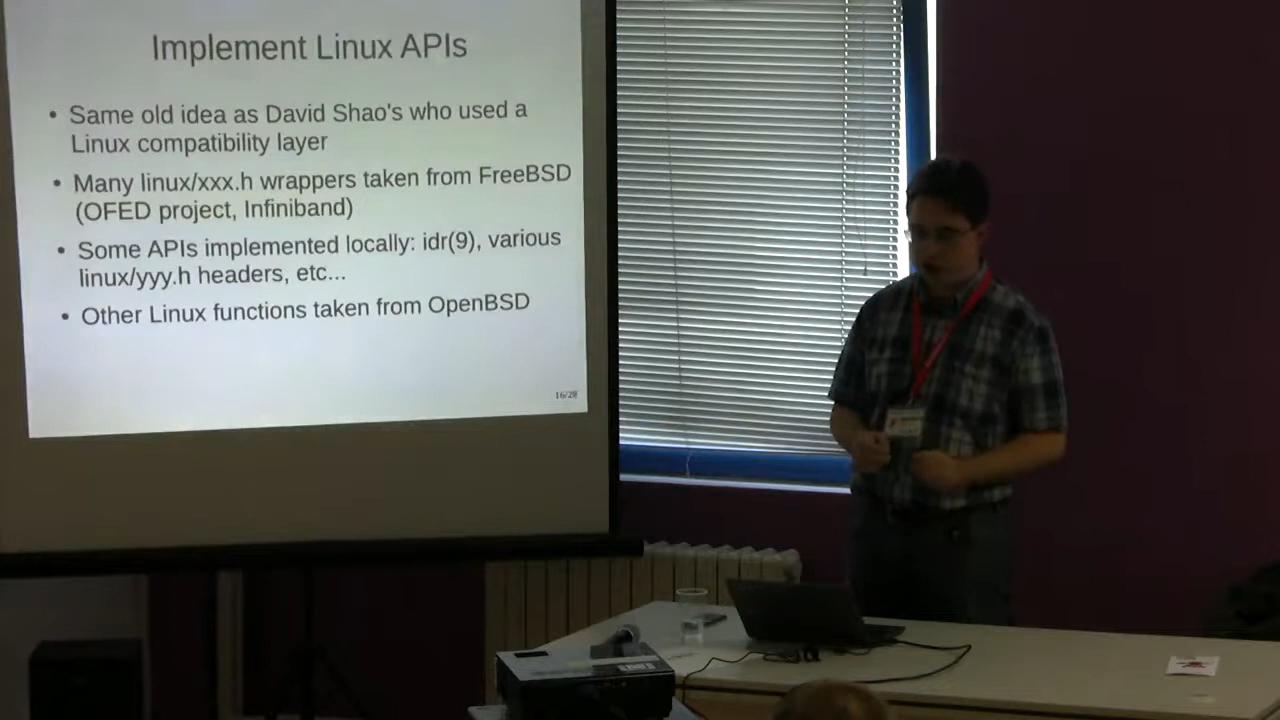 Implement Linux APIs
• Same old idea as David Shao's who used a
Linux compatibility layer
• Many linux/xxx.h wrappers taken from FreeBSD
(OFED project, Infiniband)
• Some APIs implemented locally: idr(9), various
linux/yyy.h headers, etc...
• Other Linux functions taken from OpenBSD
16/28